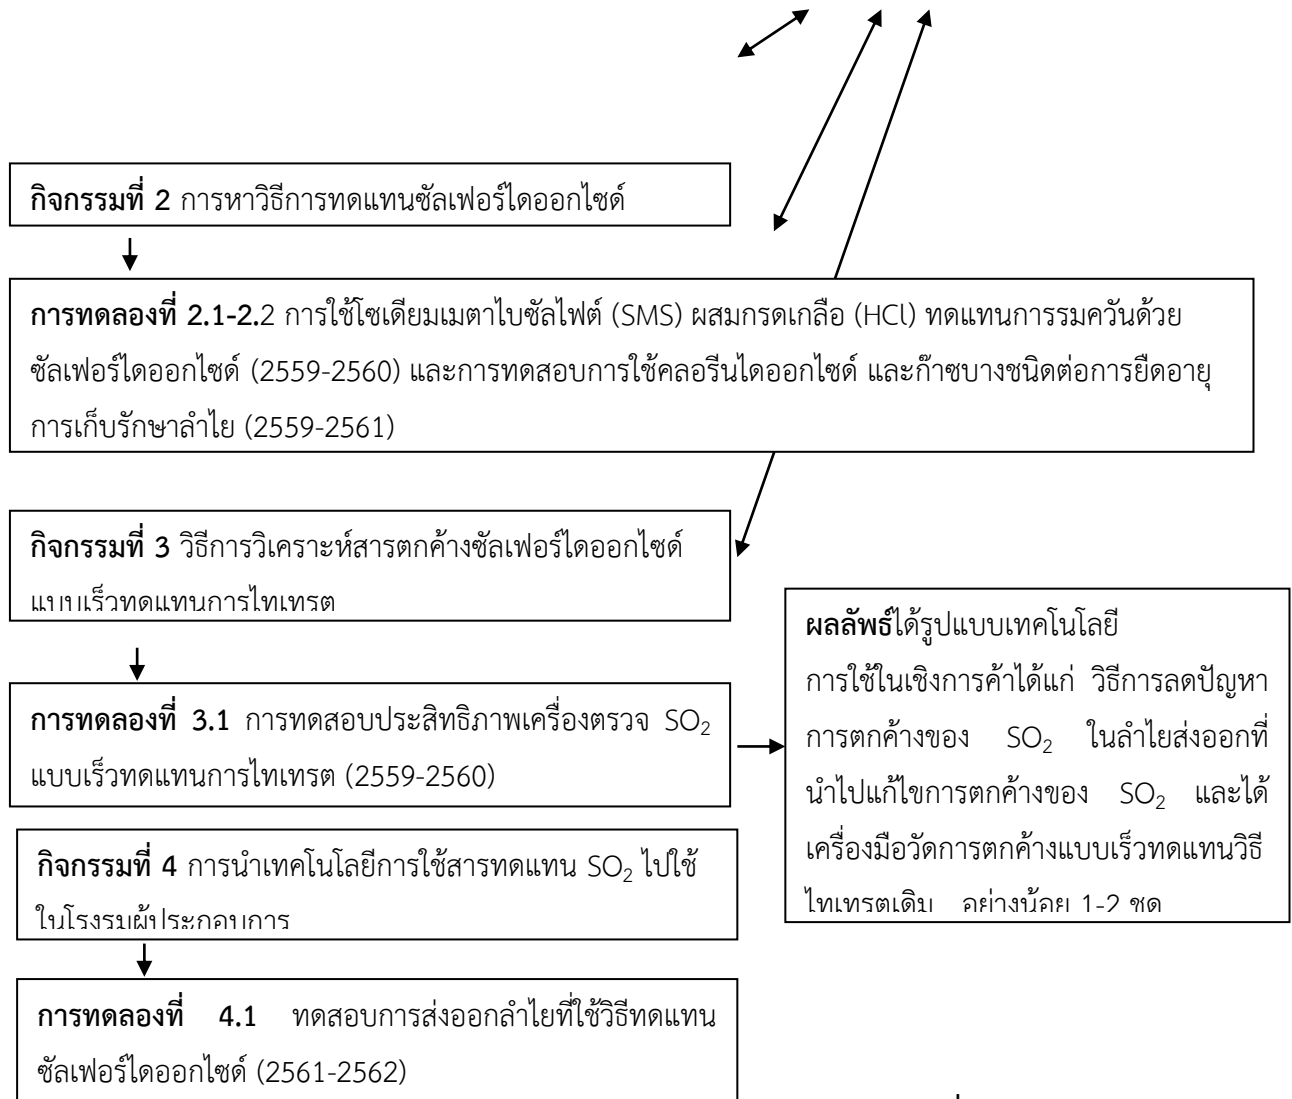 กิจกรรมที่ 2 การหาวิธีการทดแทนซัลเฟอร์ไดออกไซด์
การทดลองที่ 2.1-2.2 การใช้โซเดียมเมตาไบซัลไฟต์ (SMS) ผสมกรดเกลือ (HCl) ทดแทนการรมควันด้วย
ซัลเฟอร์ไดออกไซด์ (2559-2560) และการทดสอบการใช้คลอรีนไดออกไซด์ และก๊าซบางชนิดต่อการยืดอายุ
การเก็บรักษาลำไย (2559-2561)
กิจกรรมที่ 3 วิธีการวิเคราะห์สารตกค้างซัลเฟอร์ไดออกไซด์
แบบเร็วทดแทนการไทเทรต
การทดลองที่ 3.1 การทดสอบประสิทธิภาพเครื่องตรวจ SO₂
แบบเร็วทดแทนการไทเทรต (2559-2560)
ผลลัพธ์ได้รูปแบบเทคโนโลยี
การใช้ในเชิงการค้าได้แก่ วิธีการลดปัญหา
การตกค้างของ SO₂ ในลำไยส่งออกที่
นำไปแก้ไขการตกค้างของ SO₂ และได้
เครื่องมือวัดการตกค้างแบบเร็วทดแทนวิธี
ไทเทรตเดิม อย่างน้อย 1-2 ชุด
กิจกรรมที่ 4 การนำเทคโนโลยีการใช้สารทดแทน SO₂ ไปใช้
ในโรงรมผู้ประกอบการ
การทดลองที่ 4.1 ทดสอบการส่งออกลำไยที่ใช้วิธีทดแทน
ซัลเฟอร์ไดออกไซด์ (2561-2562)